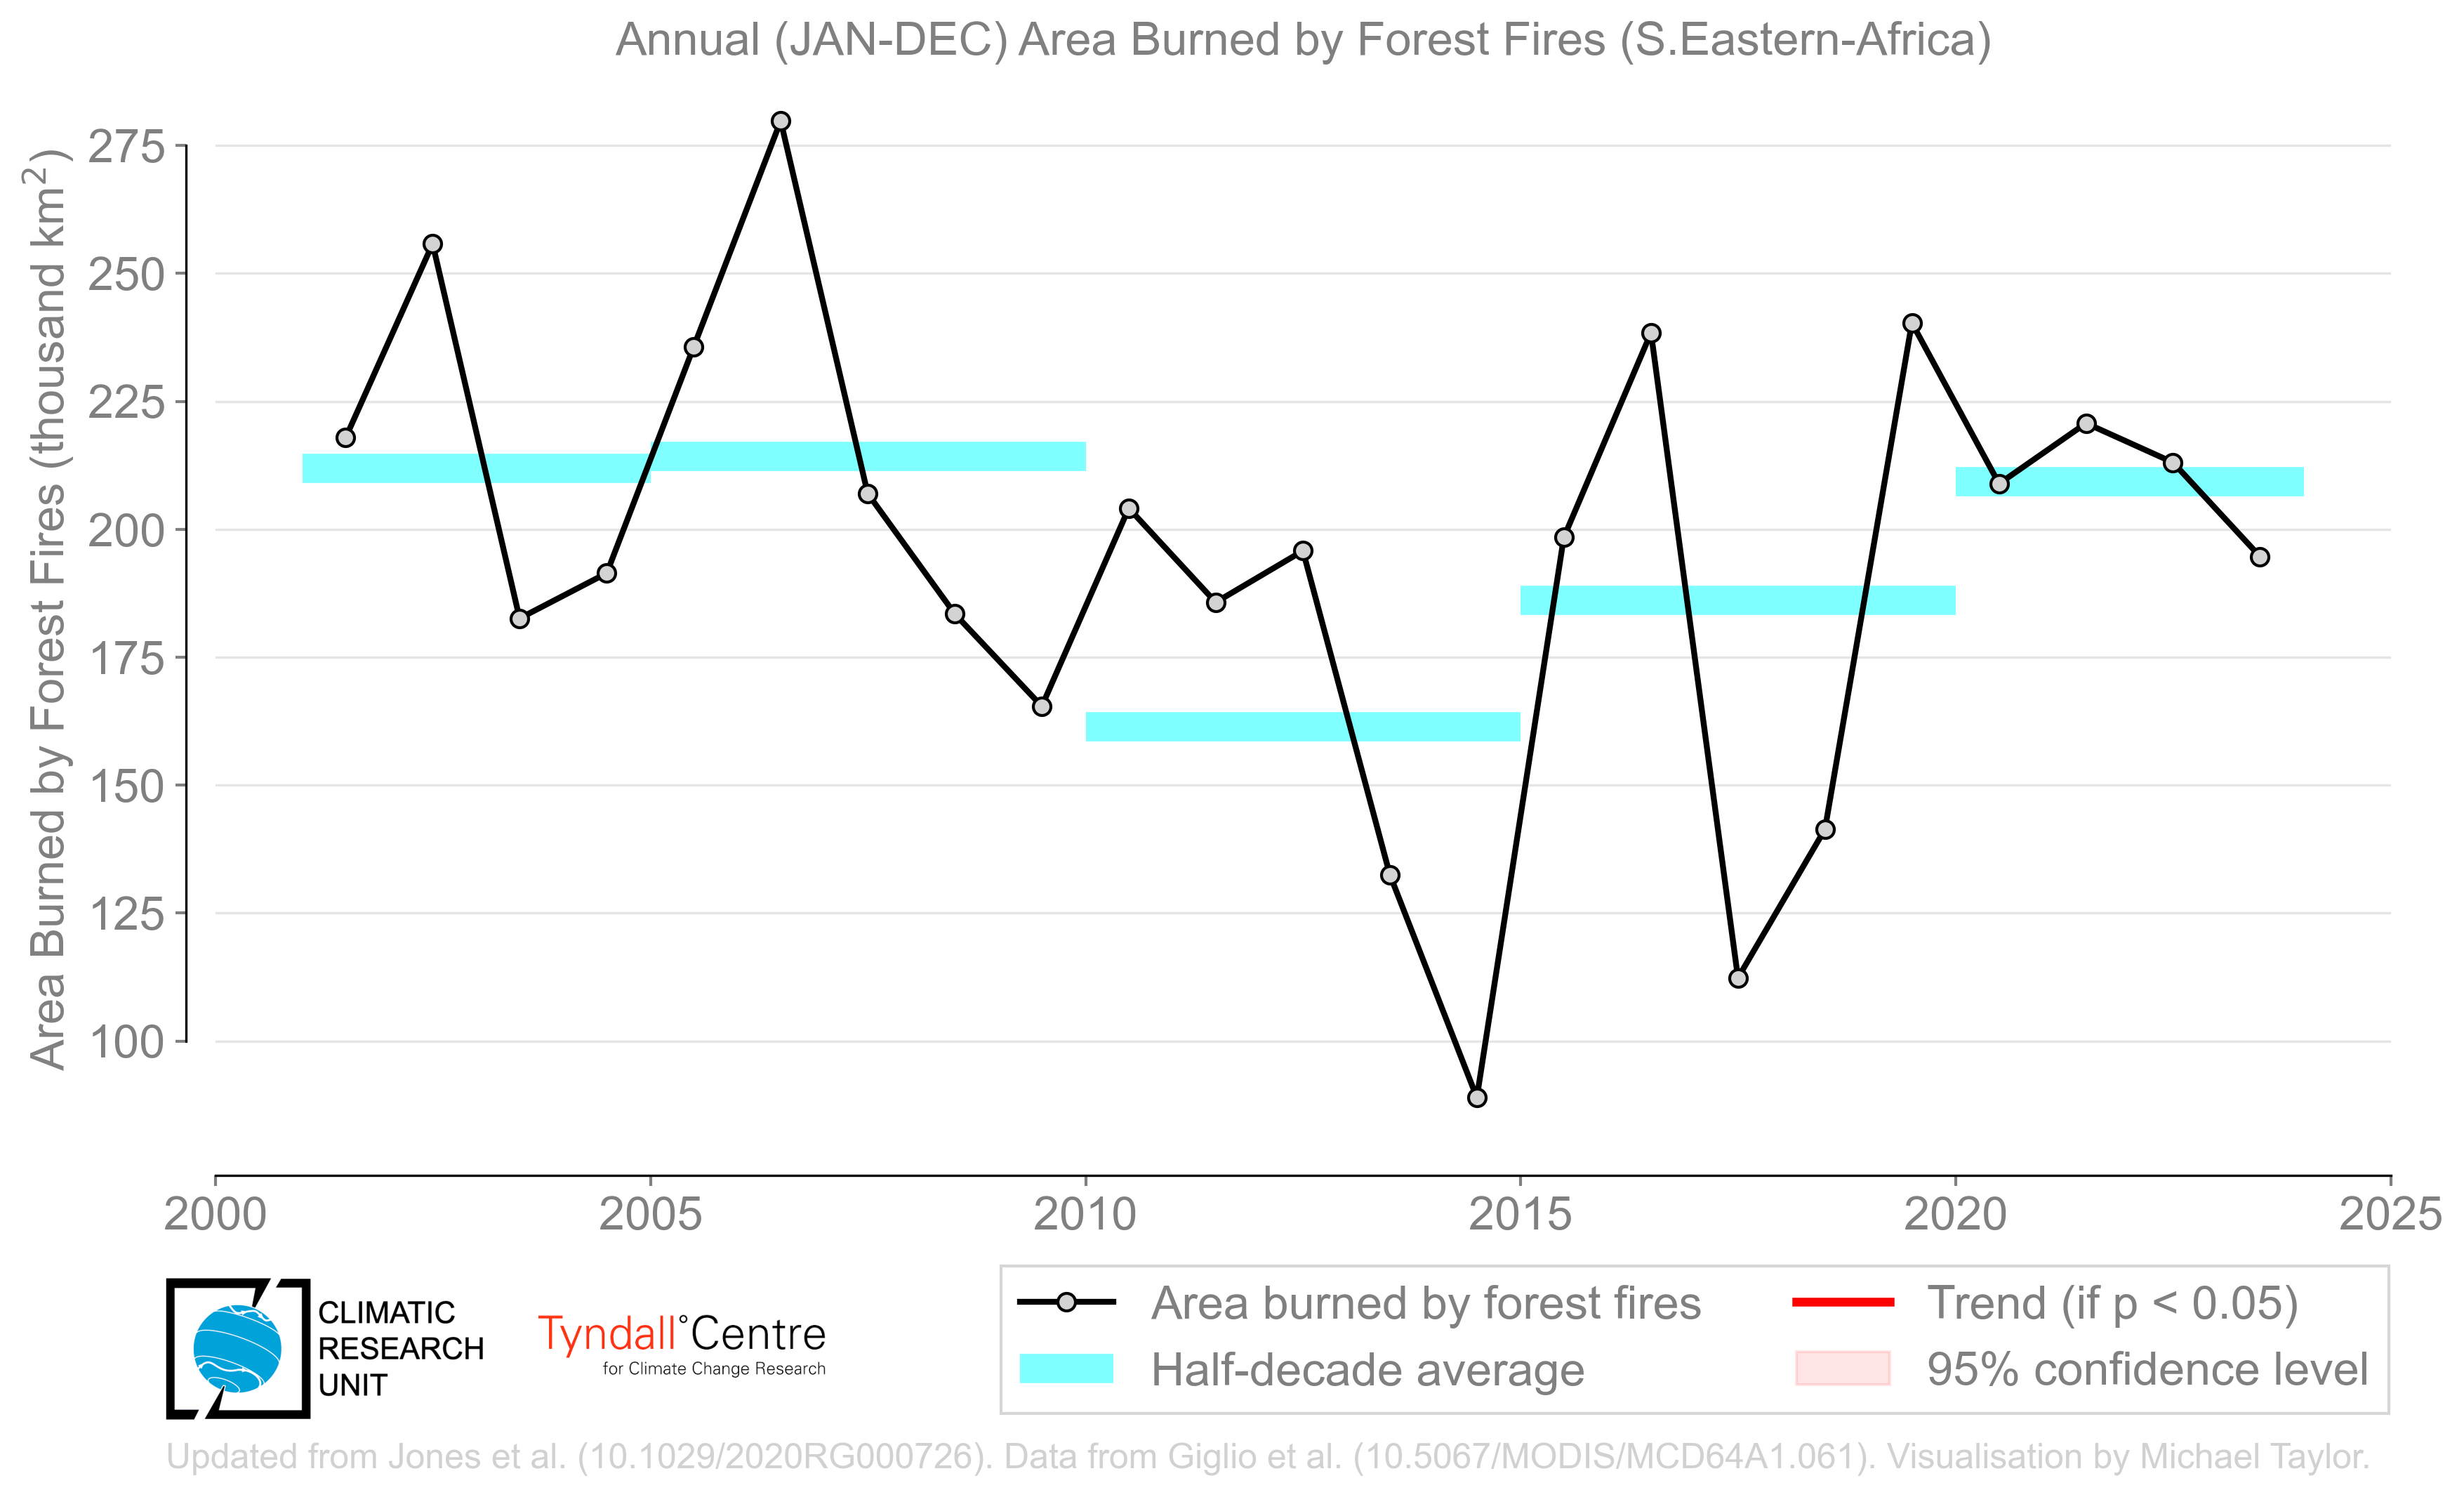 Annual (JAN-DEC) Area Burned by Forest Fires (S.Eastern-Africa)
Area Burned by Forest Fires (thousand km²)
275
250
225
200
175
150
125
100
2000 2005 2010 2015 2020 2025
CLIMATIC
RESEARCH
UNIT
Tyndall°Centre
for Climate Change Research
Area burned by forest fires
Half-decade average
Trend (if p < 0.05)
95% confidence level
Updated from Jones et al. (10.1029/2020RG000726). Data from Giglio et al. (10.5067/MODIS/MCD64A1.061). Visualisation by Michael Taylor.